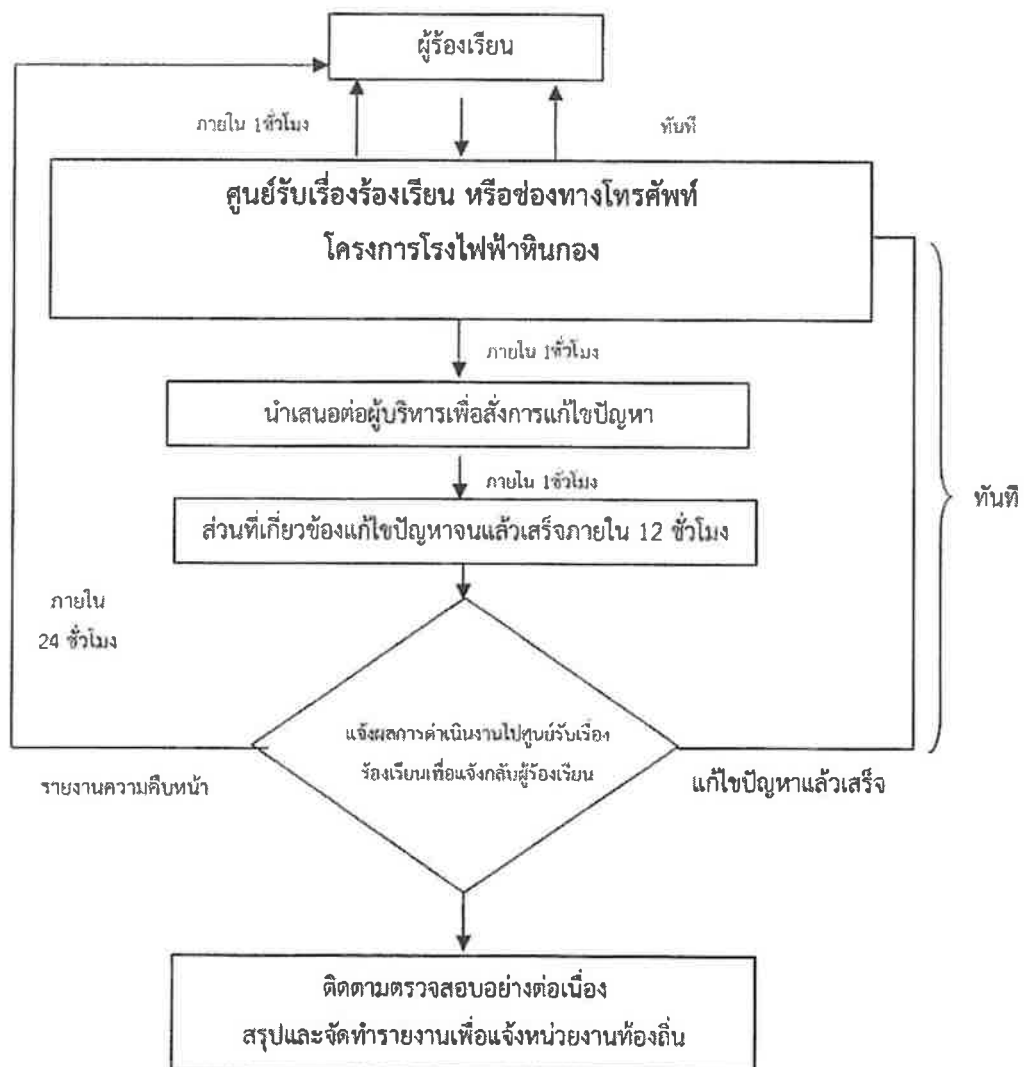 ผู้ร้องเรียน
ภายใน 1ชั่วโมง
ทันที
ศูนย์รับเรื่องร้องเรียน หรือช่องทางโทรศัพท์
โครงการโรงไฟฟ้าหินกอง
ภายใน 1ชั่วโมง
นำเสนอต่อผู้บริหารเพื่อสั่งการแก้ไขปัญหา
ภายใน 1ชั่วโมง
ทันที
ส่วนที่เกี่ยวข้องแก้ไขปัญหาจนแล้วเสร็จภายใน 12 ชั่วโมง
ภายใน
24 ชั่วโมง
แจ้งผลการดำเนินงานไปศูนย์รับเรื่อง
ร้องเรียนเพื่อแจ้งกลับผู้ร้องเรียน
รายงานความคืบหน้า
แก้ไขปัญหาแล้วเสร็จ
ติดตามตรวจสอบอย่างต่อเนื่อง
สรุปและจัดทำรายงานเพื่อแจ้งหน่วยงานท้องถิ่น